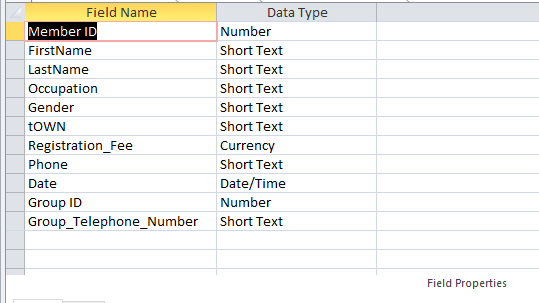 Field Name Data Type
Member ID Number
FirstName Short Text
LastName Short Text
Occupation Short Text
Gender Short Text
tOWN Short Text
Registration_Fee Currency
Phone Short Text
Date Date/Time
Group ID Number
Group_Telephone_Number Short Text
Field Properties